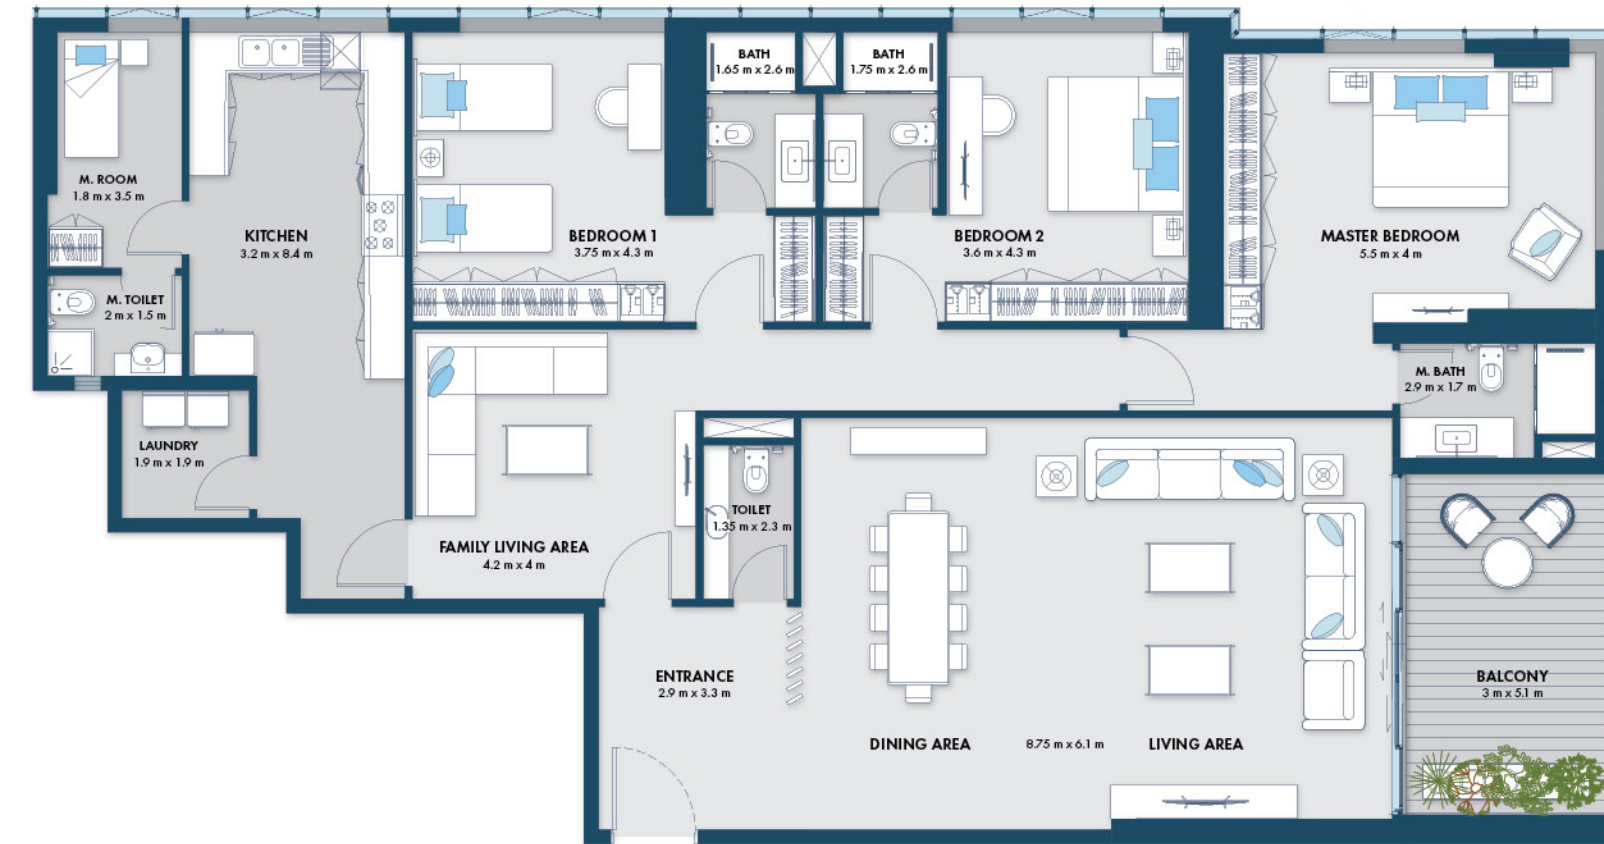 BATH
1.65 m x 2.6 m
BATH
1.75 m x 2.6 m
M. ROOM
1.8 m x 3.5 m
KITCHEN
3.2 m x 8.4 m
BEDROOM 1
3.75 m x 4.3 m
BEDROOM 2
3.6 m x 4.3 m
MASTER BEDROOM
5.5 m x 4 m
M. TOILET
2 m x 1.5 m
M. BATH
2.9 m x 1.7 m
LAUNDRY
1.9 m x 1.9 m
TOILET
1.35 m x 2.3 m
FAMILY LIVING AREA
4.2 m x 4 m
ENTRANCE
2.9 m x 3.3 m
BALCONY
3 m x 5.1 m
DINING AREA
8.75 m x 6.1 m
LIVING AREA